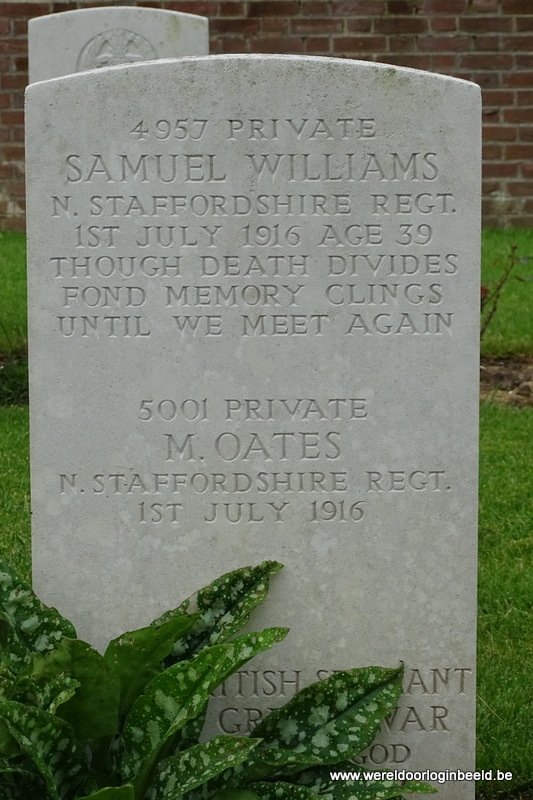 4957 PRIVATE
SAMUEL WILLIAMS
N. STAFFORDSHIRE REGT.
1ST JULY 1916 AGE 39
THOUGH DEATH DIVIDES
FOND MEMORY CLINGS
UNTIL WE MEET AGAIN
5001 PRIVATE
M. OATES
N. STAFFORDSHIRE REGT.
1ST JULY 1916
WAR
GOD
www.wereldoorloginbeeld.be